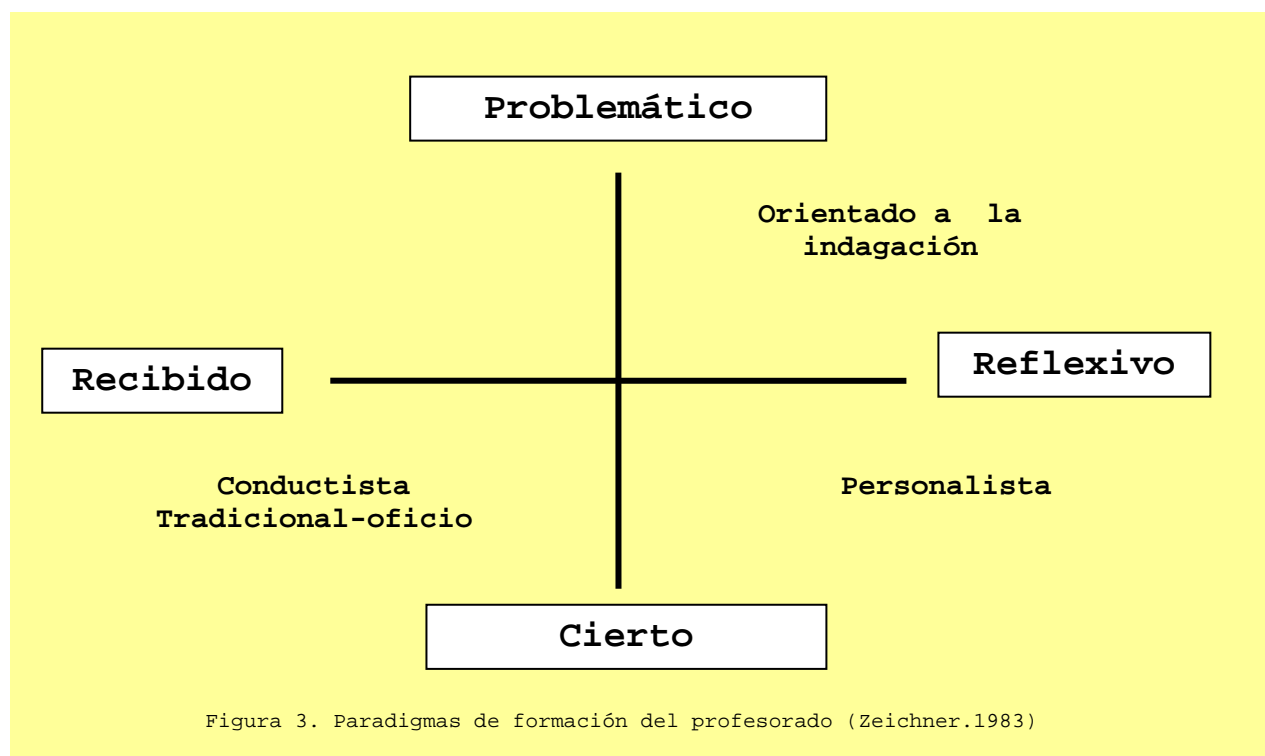 Problemático
Orientado a la
indagación
Recibido
Reflexivo
Conductista
Tradicional-oficio
Personalista
Cierto
Figura 3. Paradigmas de formación del profesorado (Zeichner.1983)